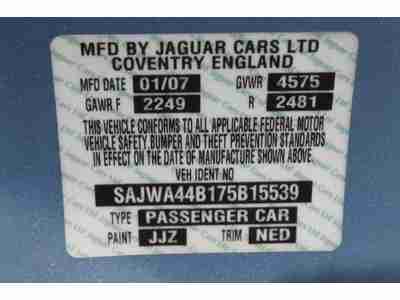 MFD BY JAGUAR CARS LTD
COVENTRY ENGLAND
MFD DATE 01/07 GVWR 4575
GAWR F 2249 R 2481
THIS VEHICLE CONFORMS TO ALL APPLICABLE FEDERAL MOTOR
VEHICLE SAFETY, BUMPER AND THEFT PREVENTION STANDARDS
IN EFFECT ON THE DATE OF MANUFACTURE SHOWN ABOVE.
VEH IDENT NO
SAJWA44B175B15539
TYPE PASSENGER CAR
PAINT JJZ TRIM NED